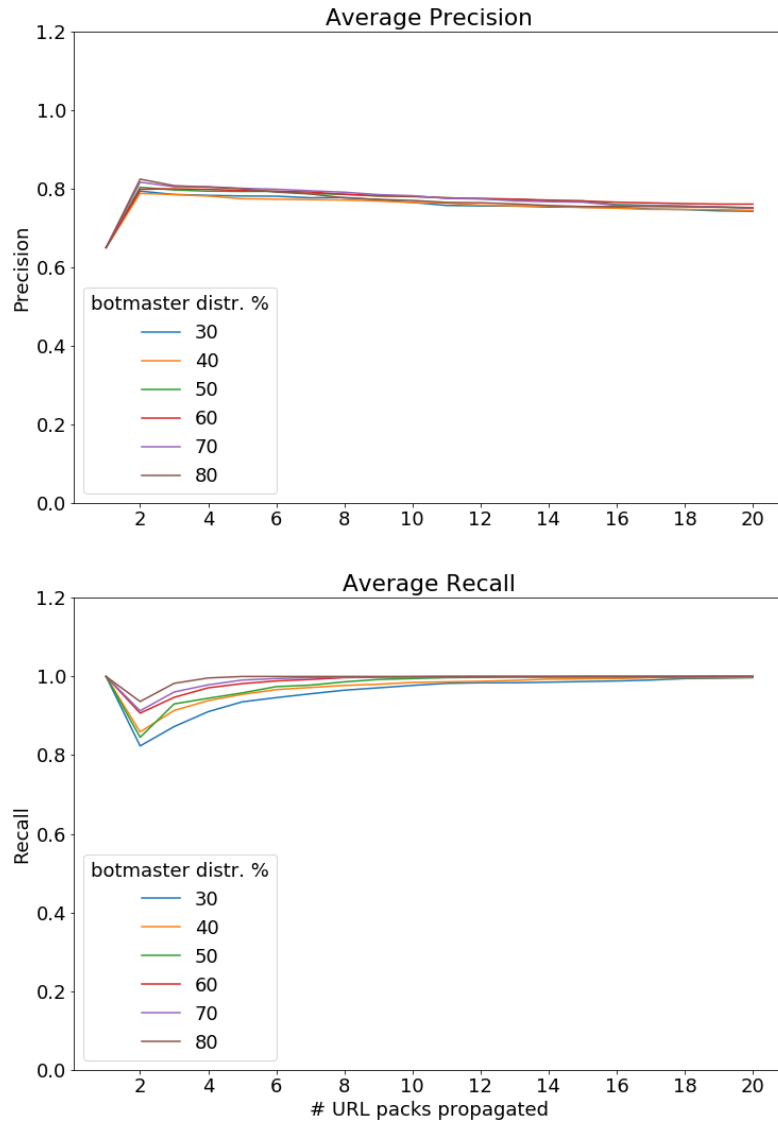 Average Precision
1.2
1.0
0.8
0.6
0.4
0.2
0.0
Precision
botmaster distr. %
30
40
50
60
70
80
2 4 6 8 10 12 14 16 18 20
Average Recall
1.2
1.0
0.8
0.6
0.4
0.2
0.0
Recall
botmaster distr. %
30
40
50
60
70
80
2 4 6 8 10 12 14 16 18 20
# URL packs propagated